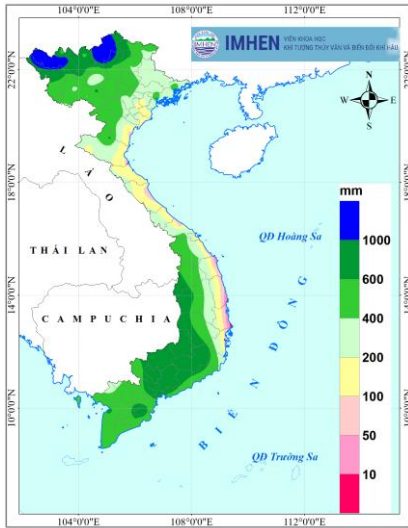 104°0'0"E 108°0'0"E 112°0'0"E
IMHEN
VIỆN KHOA HỌC
KHÍ TƯỢNG THỦY VĂN VÀ BIẾN ĐỔI KHÍ HẬU
22°0'0"N
N
W E
S
LÀO
18°0'0"N
mm
QĐ Hoàng Sa
THÁI LAN
1000
600
14°0'0"N
CAMPUCHIA
400
200
BIỂN ĐÔNG
100
10°0'0"N
50
QĐ Trường Sa
10
104°0'0"E 108°0'0"E 112°0'0"E